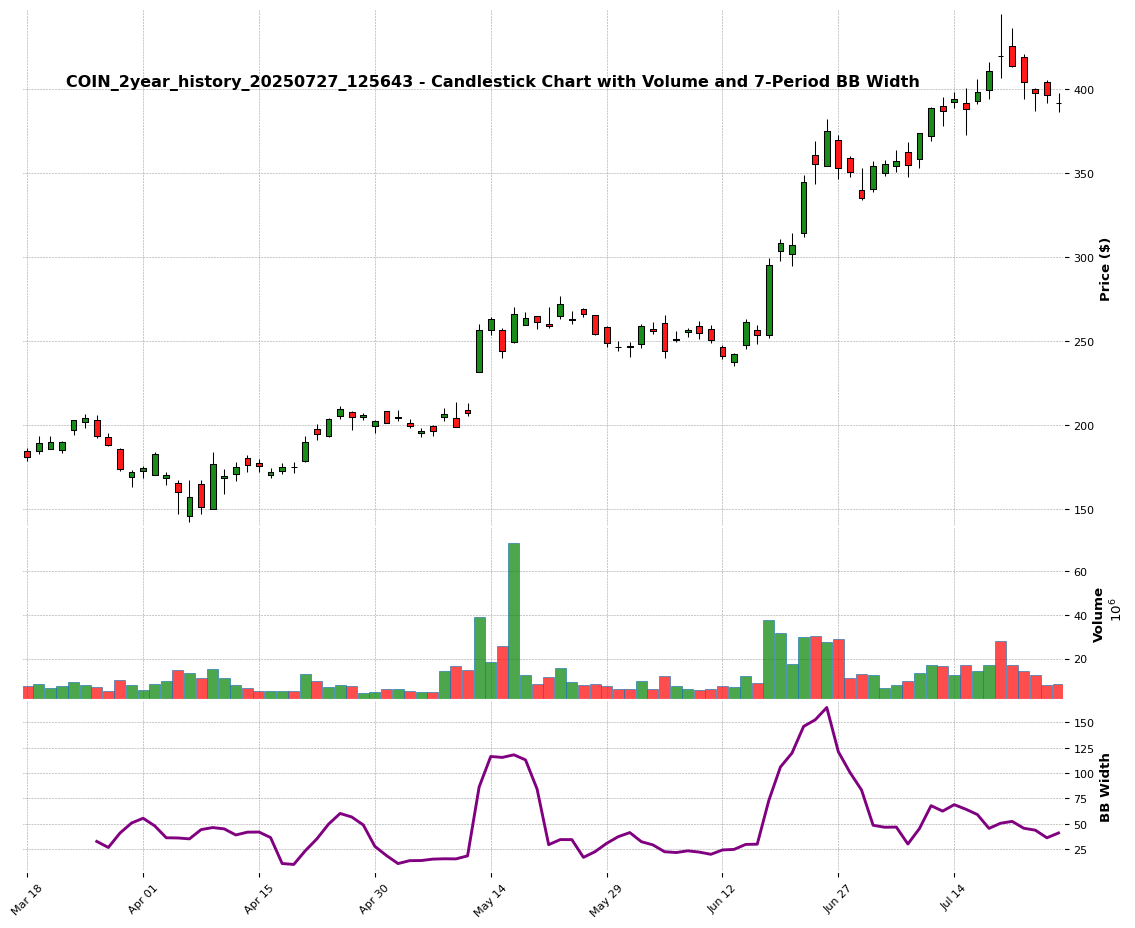 COIN_2year_history_20250727_125643 - Candlestick Chart with Volume and 7-Period BB Width
400
350
300
250
200
150
Price ($)
60
40
20
Volume
10^6
150
125
100
75
50
25
BB Width
Mar 18
Apr 01
Apr 15
Apr 30
May 14
May 29
Jun 12
Jun 27
Jul 14